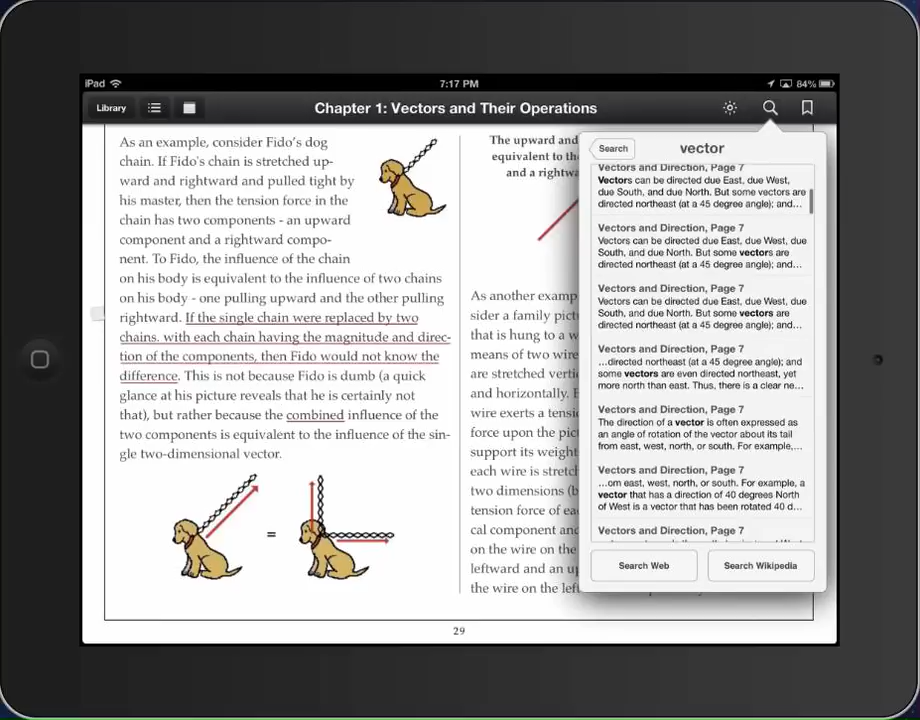 iPad
7:17 PM
84%
Library
Chapter 1: Vectors and Their Operations
As an example, consider Fido's dog
chain. If Fido's chain is stretched up-
ward and rightward and pulled tight by
his master, then the tension force in the
chain has two components - an upward
component and a rightward compo-
nent. To Fido, the influence of the chain
on his body is equivalent to the influence of two chains
on his body - one pulling upward and the other pulling
rightward. If the single chain were replaced by two
chains. with each chain having the magnitude and direc-
tion of the components, then Fido would not know the
difference. This is not because Fido is dumb (a quick
glance at his picture reveals that he is certainly not
that), but rather because the combined influence of the
two components is equivalent to the influence of the sin-
gle two-dimensional vector.
=
The upward and
equivalent to the
and a rightwa
As another examp
sider a family pict
that is hung to a w
means of two wire
are stretched verti
and horizontally. 
wire exerts a tensi
force upon the pic
support its weight
each wire is stretch
two dimensions (b
tension force of ea
cal component and
on the wire on the
leftward and an u
the wire on the left
Search
vector
Vectors and Direction, Page 7
Vectors can be directed due East, due West,
due South, and due North. But some vectors are
directed northeast (at a 45 degree angle); and...
Vectors and Direction, Page 7
Vectors can be directed due East, due West, due
South, and due North. But some vectors are
directed northeast (at a 45 degree angle); and...
Vectors and Direction, Page 7
Vectors can be directed due East, due West, due
South, and due North. But some vectors are
directed northeast (at a 45 degree angle); and...
Vectors and Direction, Page 7
...directed northeast (at a 45 degree angle); and
some vectors are even directed northeast, yet
more north than east. Thus, there is a clear ne...
Vectors and Direction, Page 7
The direction of a vector is often expressed as
an angle of rotation of the vector about its tail
from east, west, north, or south. For example,...
Vectors and Direction, Page 7
...om east, west, north, or south. For example, a
vector that has a direction of 40 degrees North
of West is a vector that has been rotated 40 d...
Vectors and Direction, Page 7
Search Web
Search Wikipedia
29